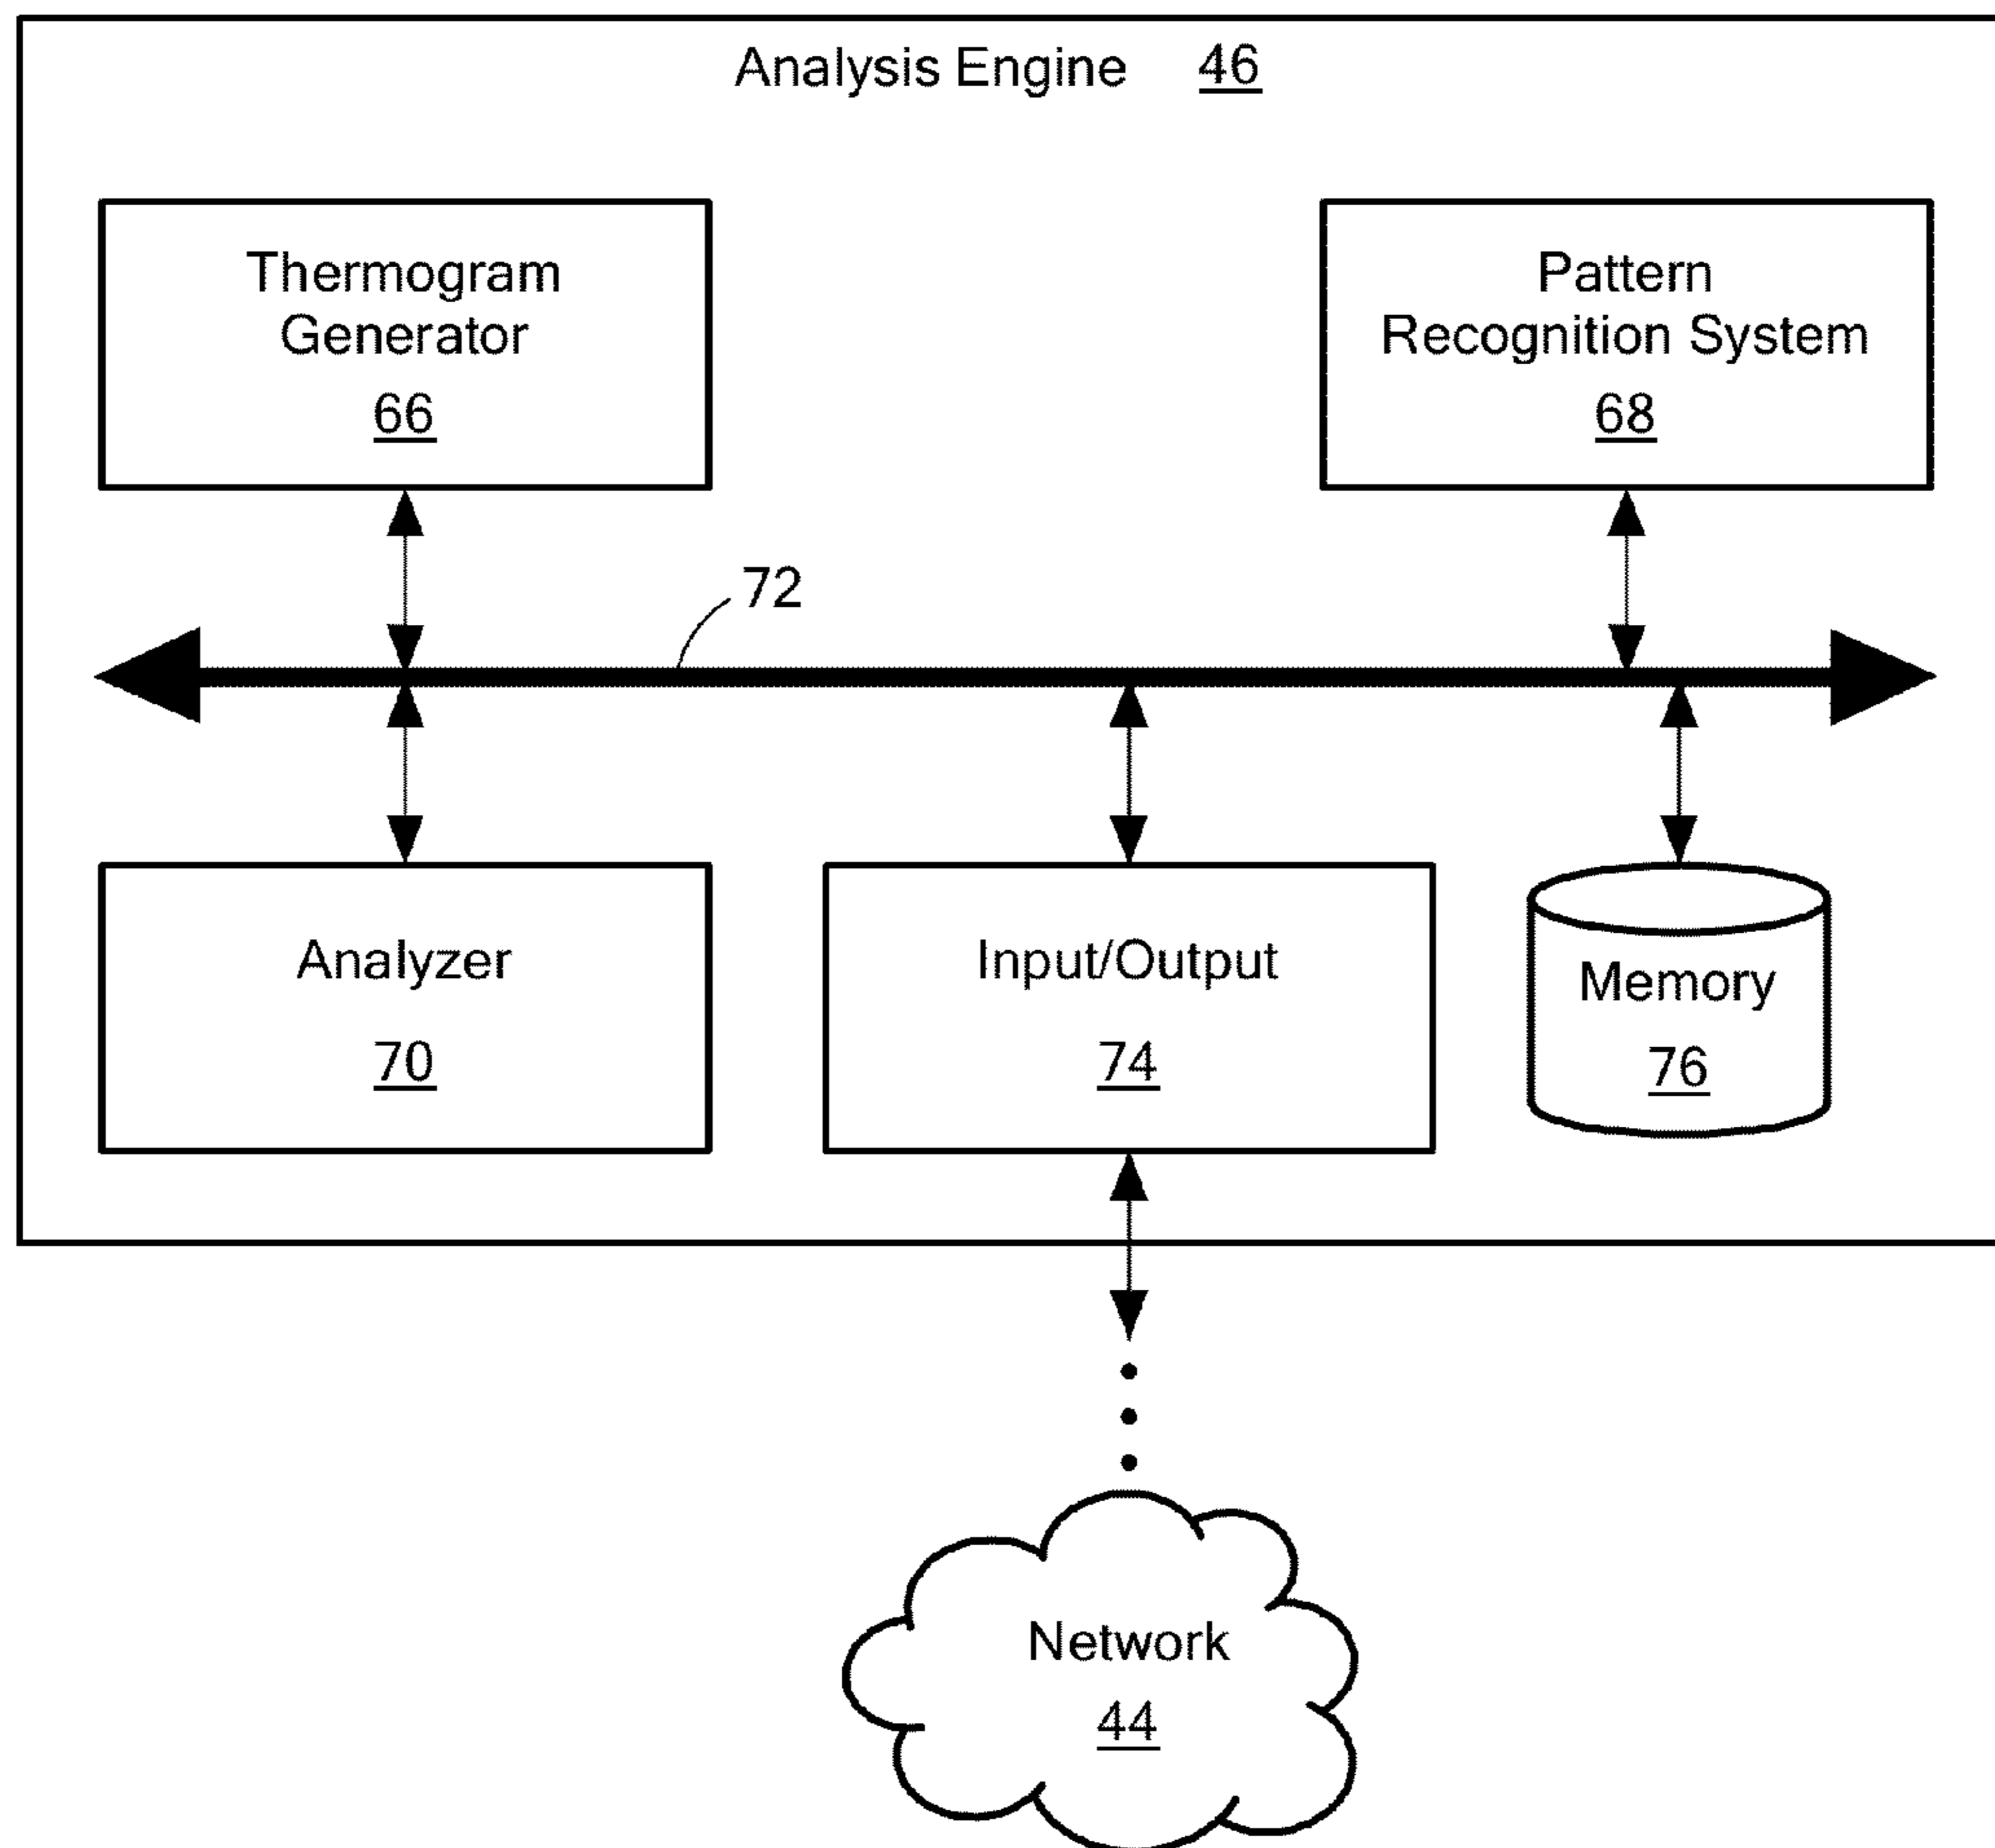 Analysis Engine 46
Thermogram
Generator
66
Pattern
Recognition System
68
72
Analyzer
70
Input/Output
74
Memory
76
Network
44